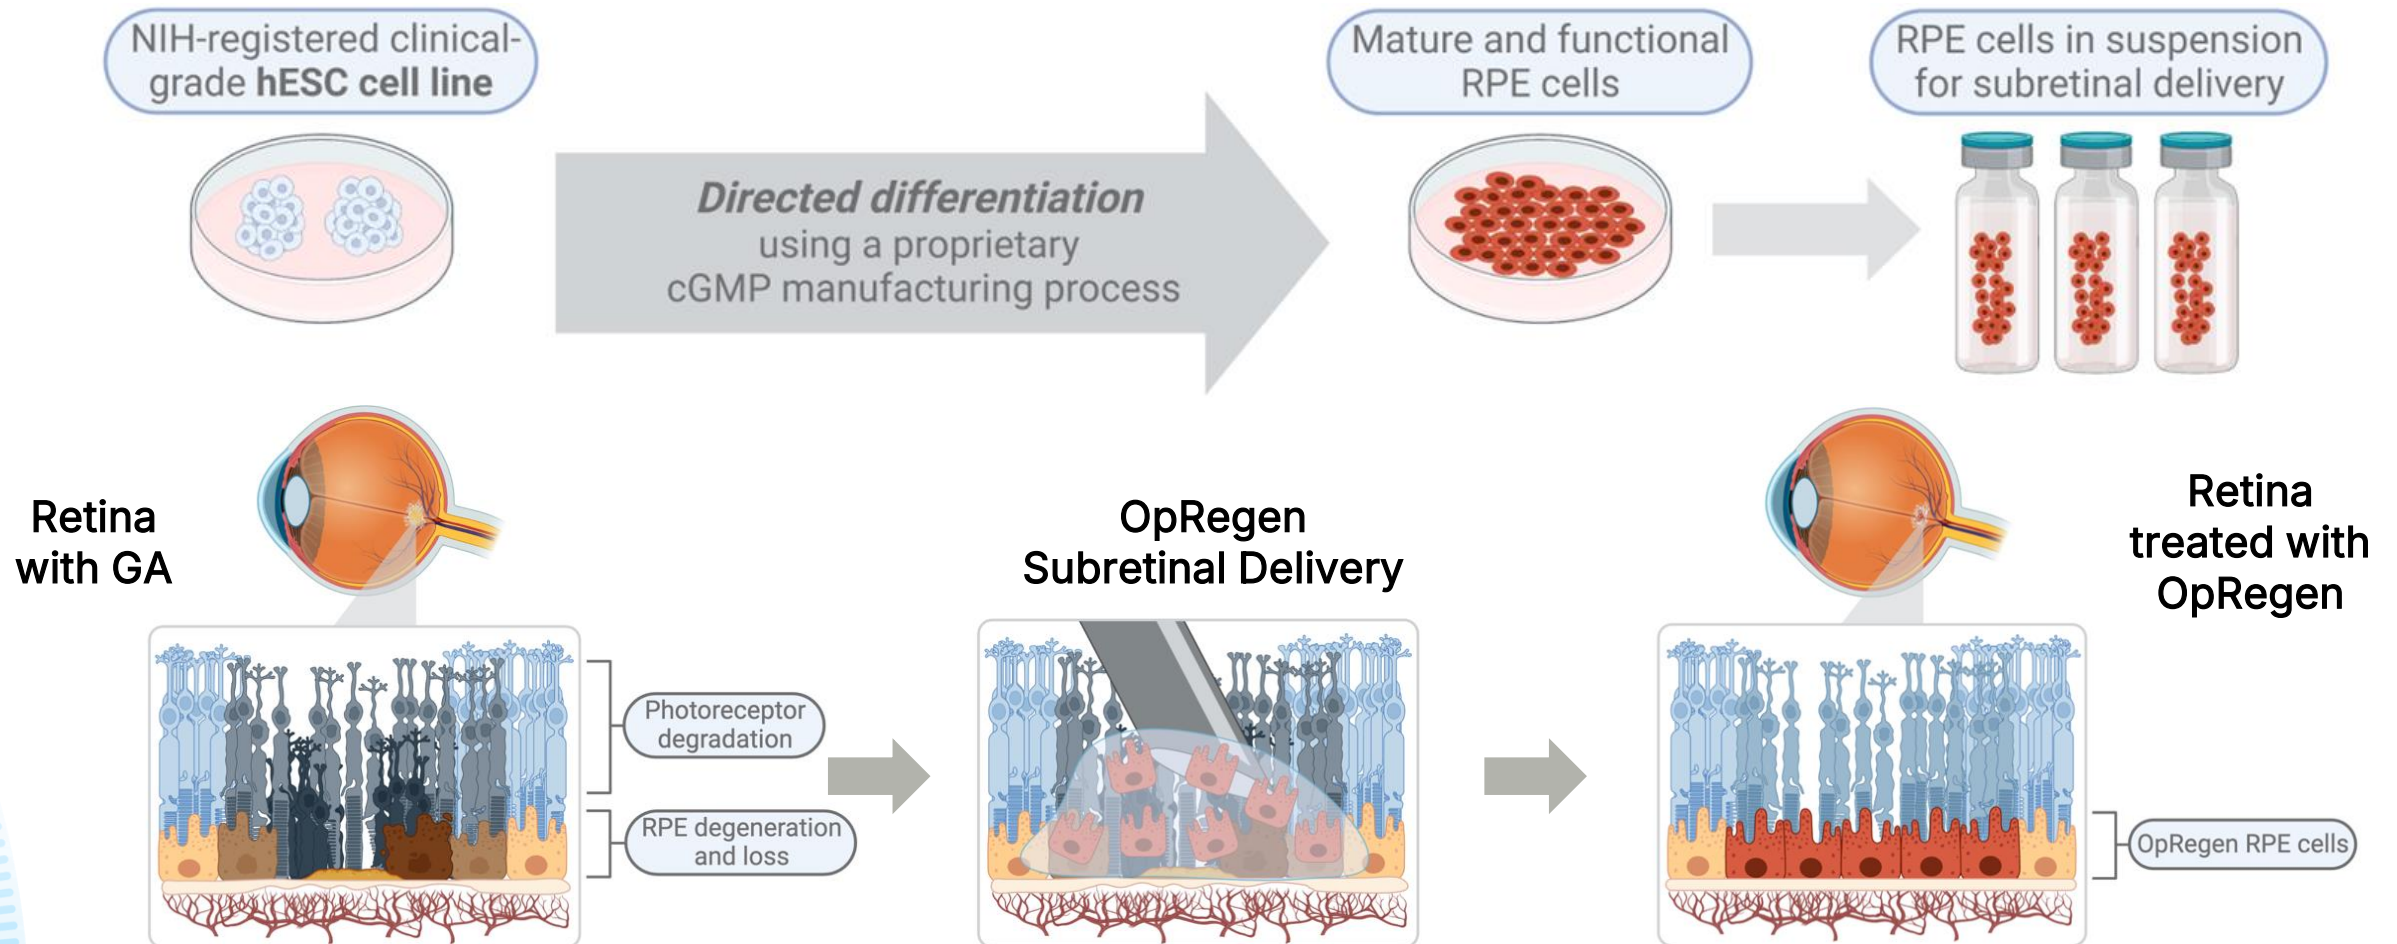 NIH-registered clinical-
grade hESC cell line
Directed differentiation
using a proprietary
cGMP manufacturing process
Mature and functional
RPE cells
RPE cells in suspension
for subretinal delivery
Retina
with GA
Photoreceptor
degradation
RPE degeneration
and loss
OpRegen
Subretinal Delivery
Retina
treated with
OpRegen
OpRegen RPE cells